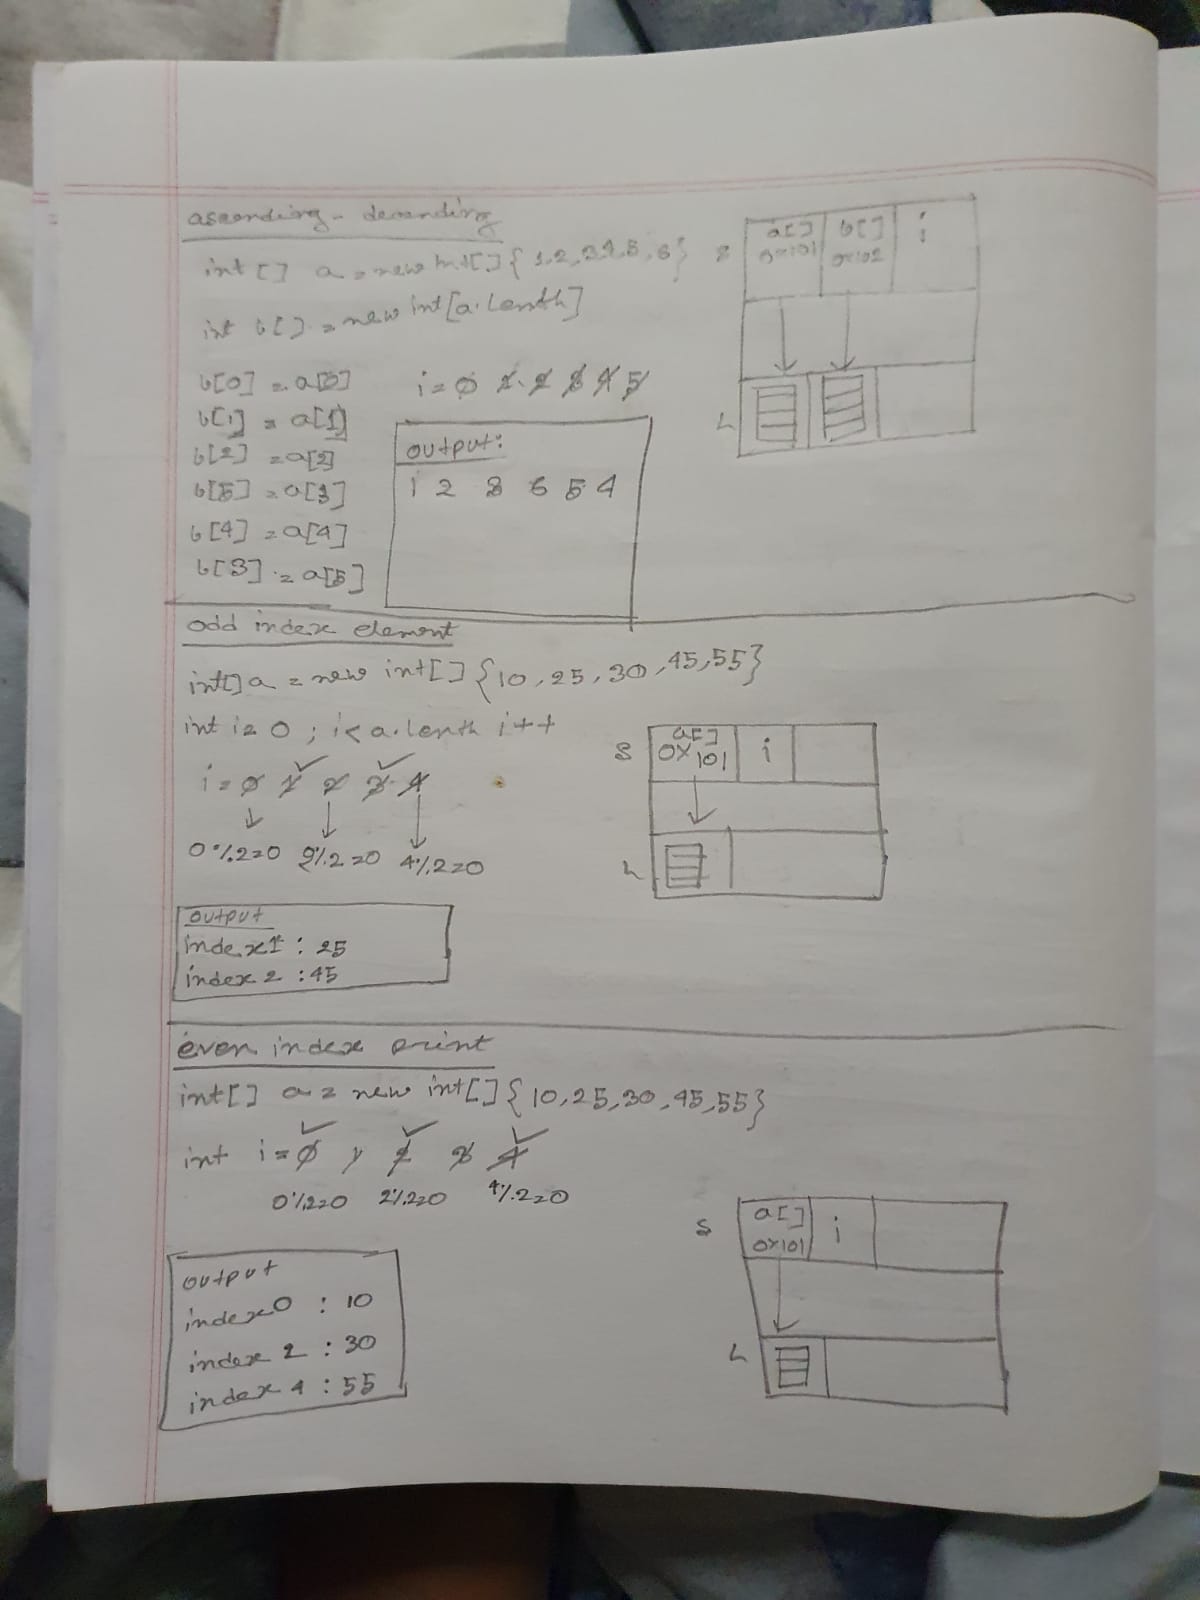 ascending - decending
int [] a = new int[] { 1,2,3,4,5,6}
int b[] = new int[a.Lenth]
b[0] = a[0]
b[1] = a[1]
b[2] = a[2]
b[5] = a[3]
b[4] = a[4]
b[3] = a[5]
i = 0 1 2 3 4 5
output:
1 2 3 6 5 4
S a[] b[] i
0x101 0x102
L
odd index element
int[] a = new int[] {10,25,30,45,55}
int i=0 ; i< a.lenth i++
i = 0 1 2 3 4
0%2=0 2%2=0 4%2=0
output
index1 : 25
index 2 : 45
S a[] i
0X101
L
even index print
int[] a = new int[] { 10,25,30,45,55}
int i = 0 1 2 3 4
0%2=0 2%2=0 4%2=0
output
index0 : 10
index 2 : 30
index 4 : 55
S a[] i
0x101
L